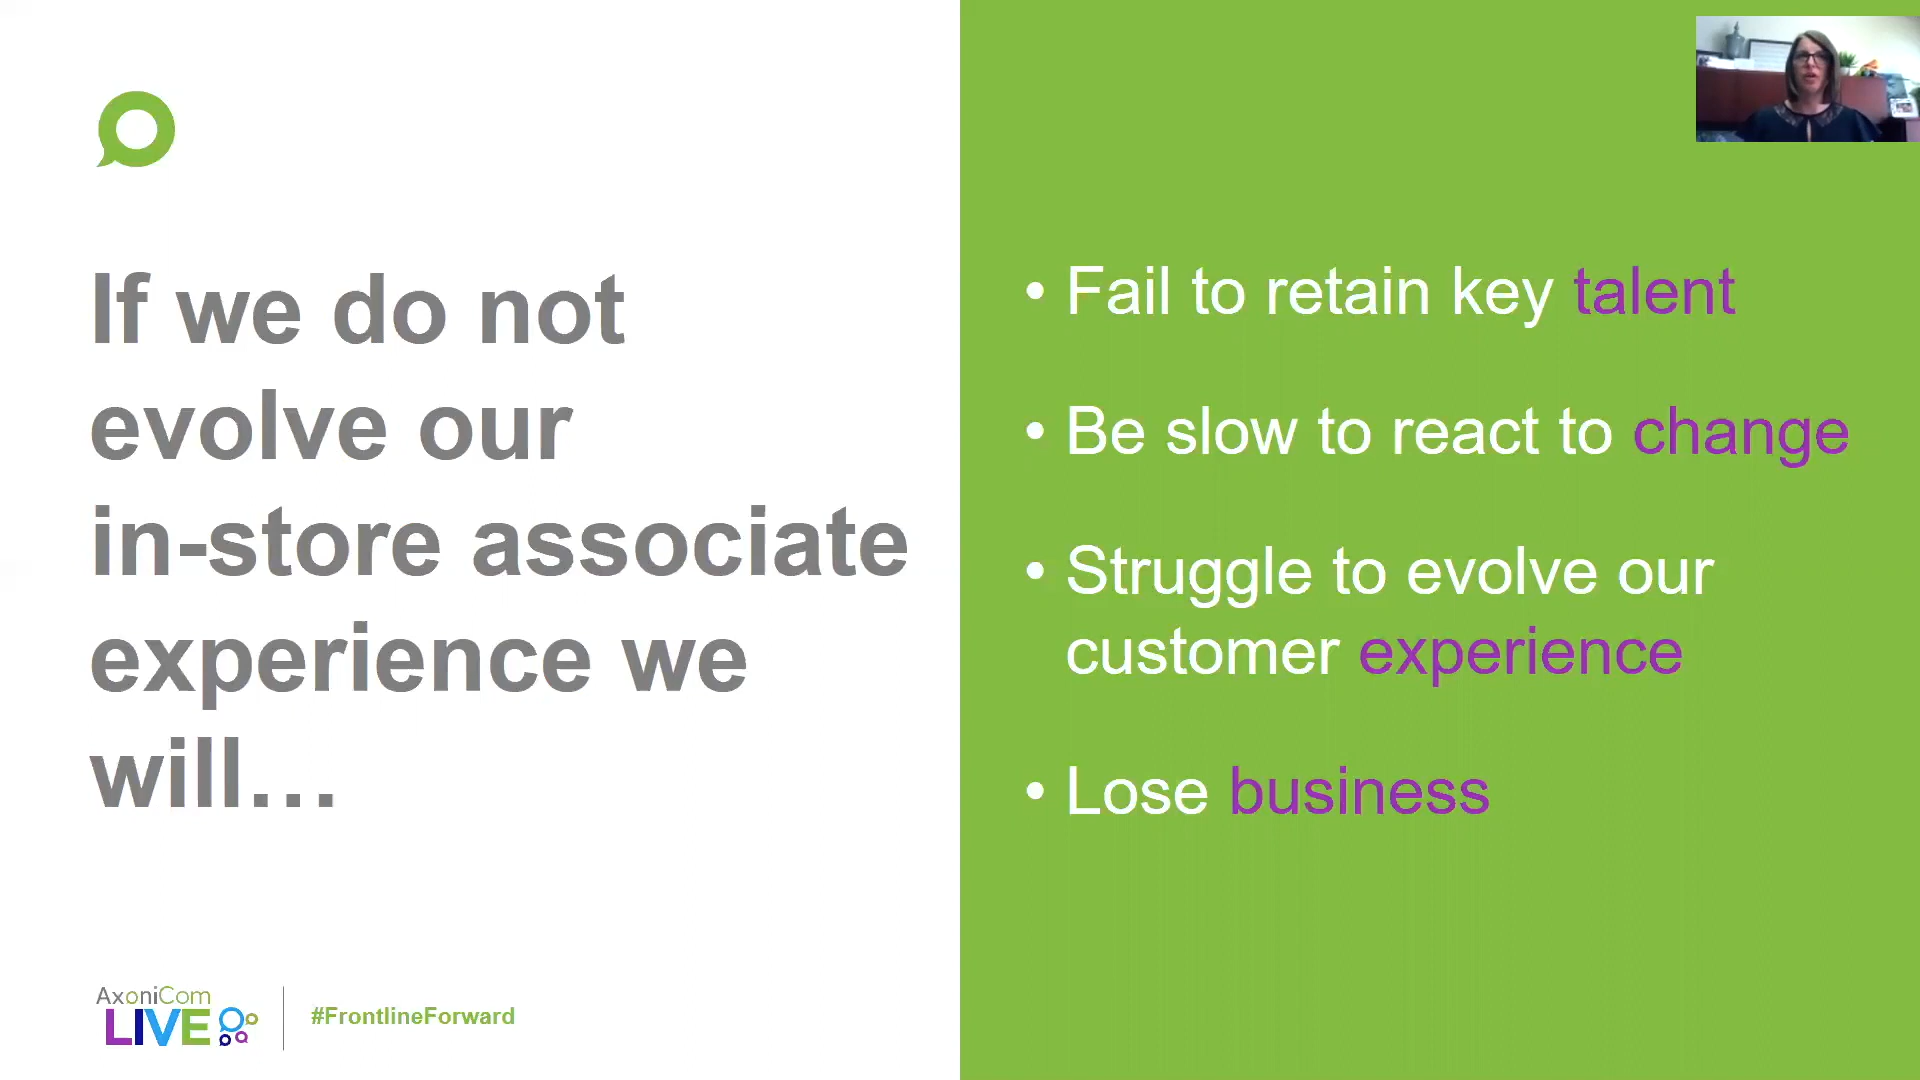 If we do not
evolve our
in-store associate
experience we
will…
• Fail to retain key talent
• Be slow to react to change
• Struggle to evolve our
customer experience
• Lose business
AxoniCom
LIVE
#FrontlineForward